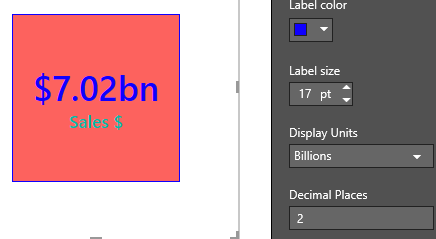 $7.02bn
Sales $
Label color
Label size
17 pt
Display Units
Billions
Decimal Places
2